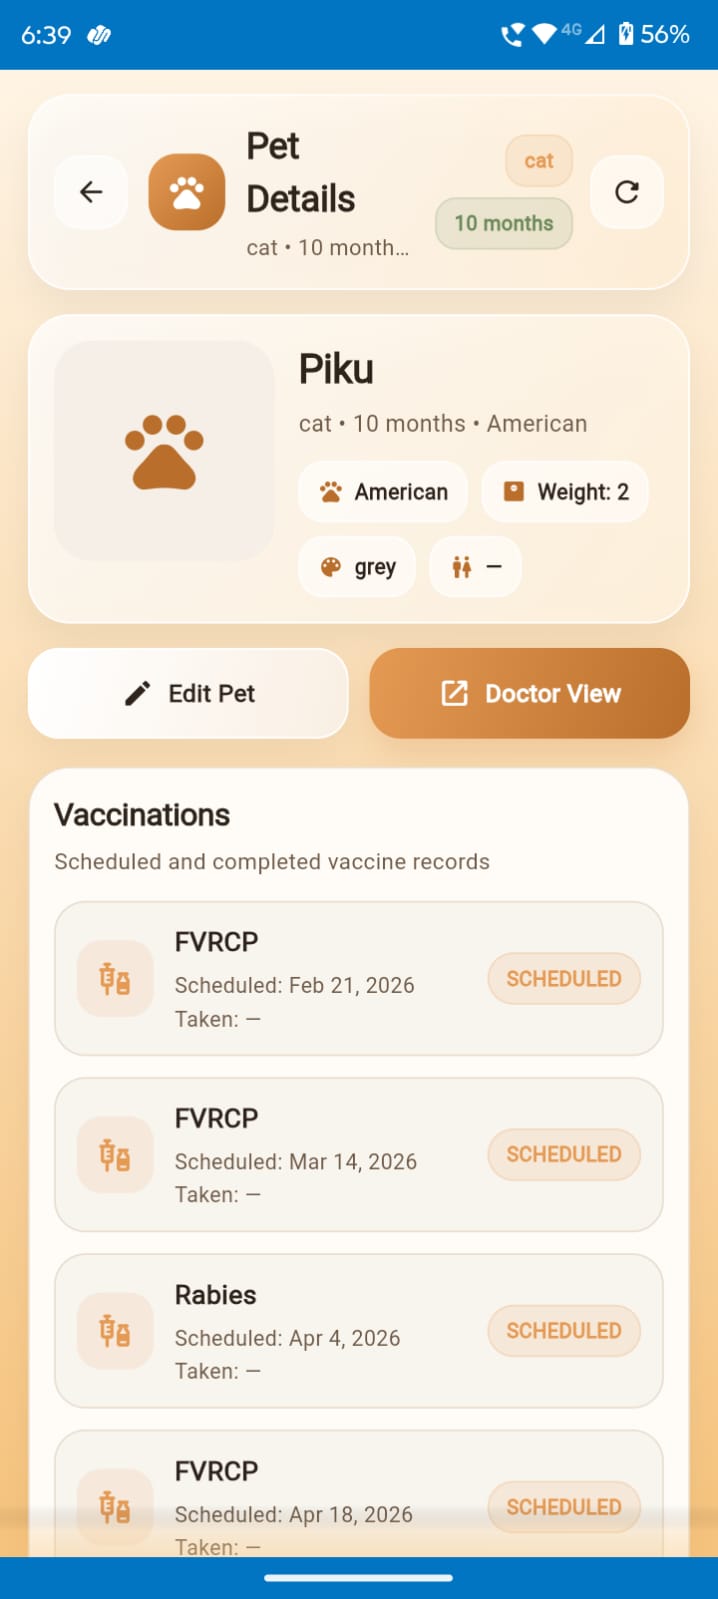 6:39
4G
56%
Pet
Details
cat • 10 month...
cat
10 months
Piku
cat • 10 months • American
American
Weight: 2
grey
—
Edit Pet
Doctor View
Vaccinations
Scheduled and completed vaccine records
FVRCP
Scheduled: Feb 21, 2026
Taken: —
SCHEDULED
FVRCP
Scheduled: Mar 14, 2026
Taken: —
SCHEDULED
Rabies
Scheduled: Apr 4, 2026
Taken: —
SCHEDULED
FVRCP
Scheduled: Apr 18, 2026
Taken: —
SCHEDULED